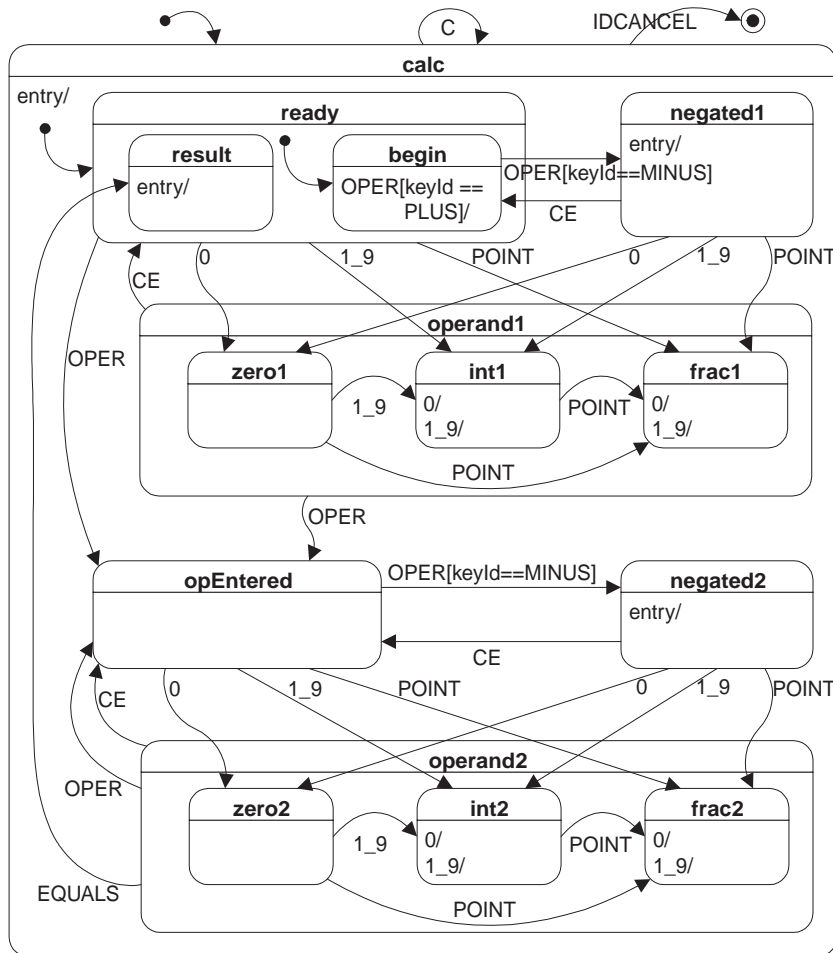 C
IDCANCEL
calc
entry/
ready
negated1
result
begin
entry/
entry/
OPER[keyId ==
PLUS]/
OPER[keyId==MINUS]
CE
0
1_9
POINT
0
1_9
POINT
CE
operand1
OPER
zero1
int1
frac1
1_9
0/
1_9/
POINT
0/
1_9/
POINT
OPER
opEntered
OPER[keyId==MINUS]
negated2
entry/
CE
0
1_9
POINT
0
1_9
POINT
CE
operand2
OPER
zero2
int2
frac2
1_9
0/
1_9/
POINT
0/
1_9/
EQUALS
POINT